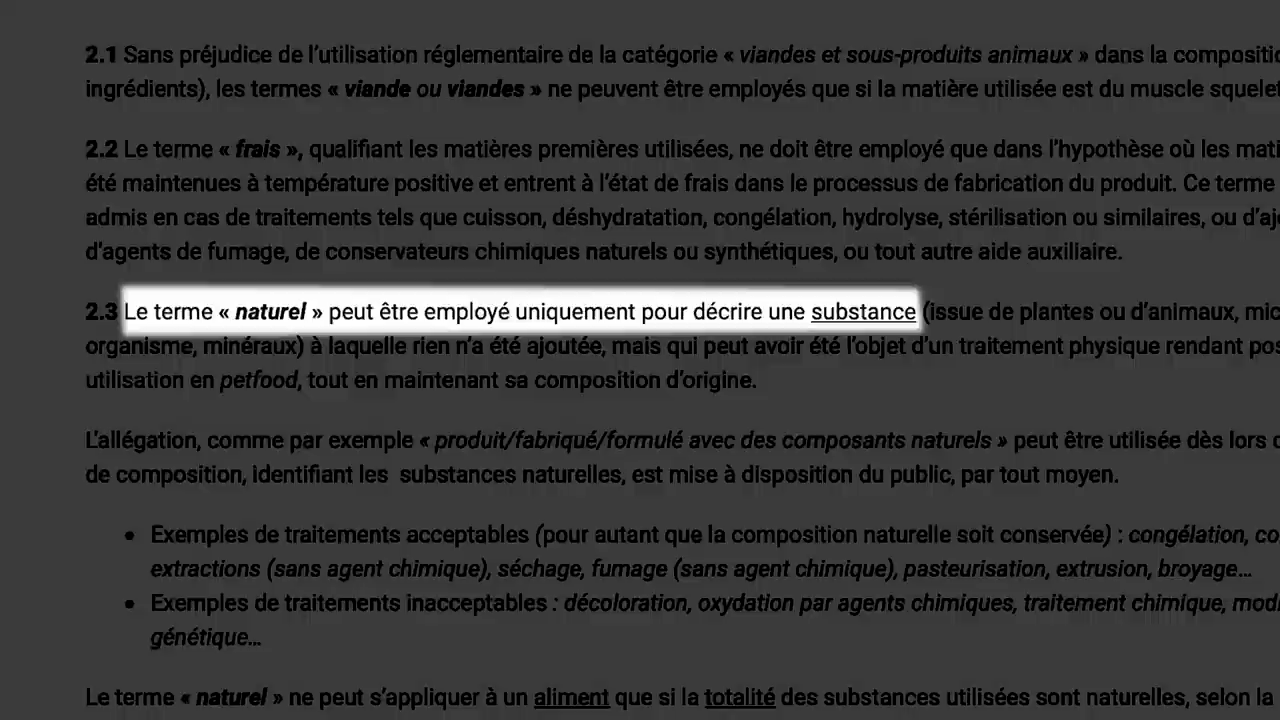 2.1 Sans préjudice de l’utilisation réglementaire de la catégorie « viandes et sous-produits animaux » dans la
ingrédients), les termes « viande ou viandes » ne peuvent être employés que si la matière utilisée est du muscle
2.2 Le terme « frais », qualifiant les matières premières utilisées, ne doit être employé que dans l’hypothèse où les
été maintenues à température positive et entrent à l’état de frais dans le processus de fabrication du produit. Ce terme
admis en cas de traitements tels que cuisson, déshydratation, congélation, hydrolyse, stérilisation ou similaires, ou
d’agents de fumage, de conservateurs chimiques naturels ou synthétiques, ou tout autre aide auxiliaire.
2.3 Le terme « naturel » peut être employé uniquement pour décrire une substance (issue de plantes ou d’animaux,
organisme, minéraux) à laquelle rien n’a été ajoutée, mais qui peut avoir été l’objet d’un traitement physique rendant
utilisation en petfood, tout en maintenant sa composition d’origine.
L’allégation, comme par exemple « produit/fabriqué/formulé avec des composants naturels » peut être utilisée dès lors
de composition, identifiant les substances naturelles, est mise à disposition du public, par tout moyen.
• Exemples de traitements acceptables (pour autant que la composition naturelle soit conservée) : congélation,
extractions (sans agent chimique), séchage, fumage (sans agent chimique), pasteurisation, extrusion, broyage…
• Exemples de traitements inacceptables : décoloration, oxydation par agents chimiques, traitement chimique,
génétique…
Le terme « naturel » ne peut s’appliquer à un aliment que si la totalité des substances utilisées sont naturelles, selon la